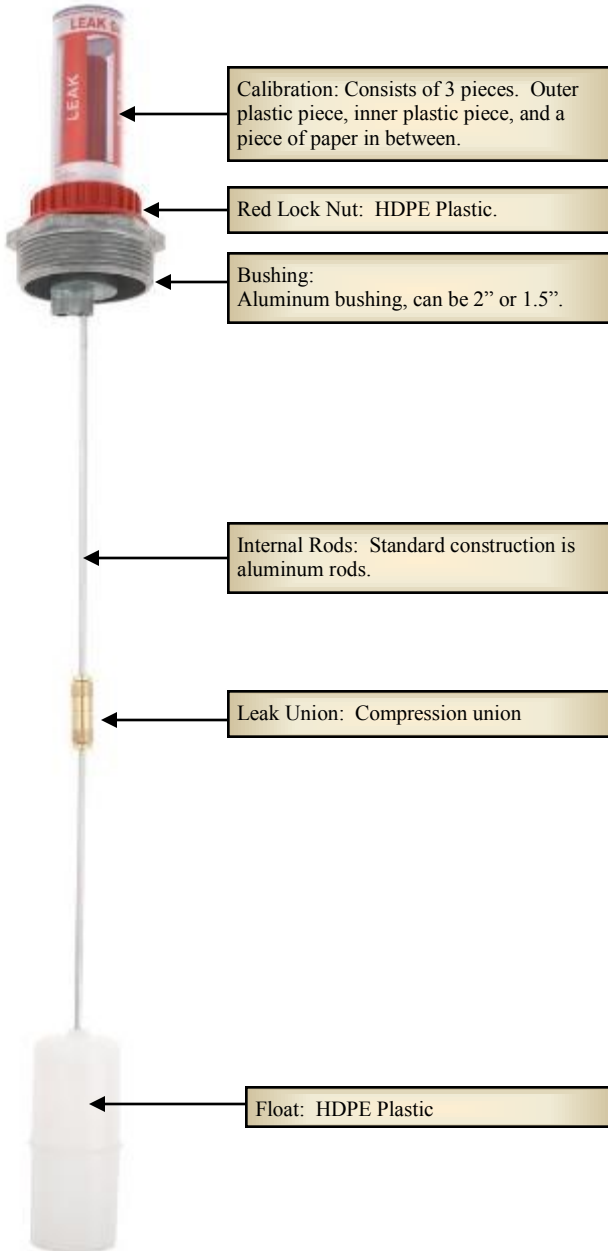 LEAK
LEAK
Calibration: Consists of 3 pieces. Outer
plastic piece, inner plastic piece, and a
piece of paper in between.
Red Lock Nut: HDPE Plastic.
Bushing:
Aluminum bushing, can be 2” or 1.5”.
Internal Rods: Standard construction is
aluminum rods.
Leak Union: Compression union
Float: HDPE Plastic